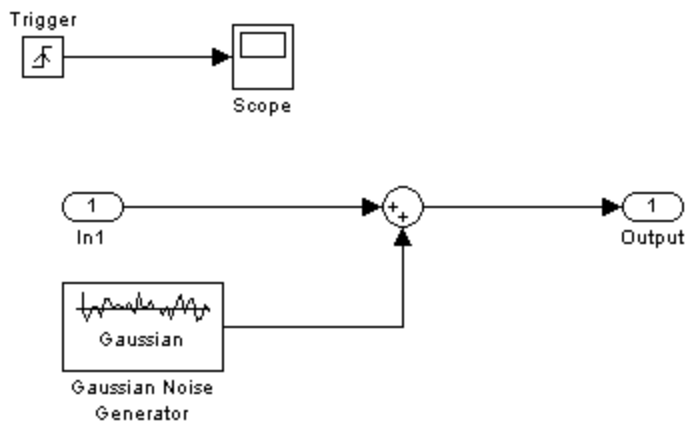 Trigger
Scope
1
In1
+
+
1
Output
Gaussian
Gaussian Noise
Generator